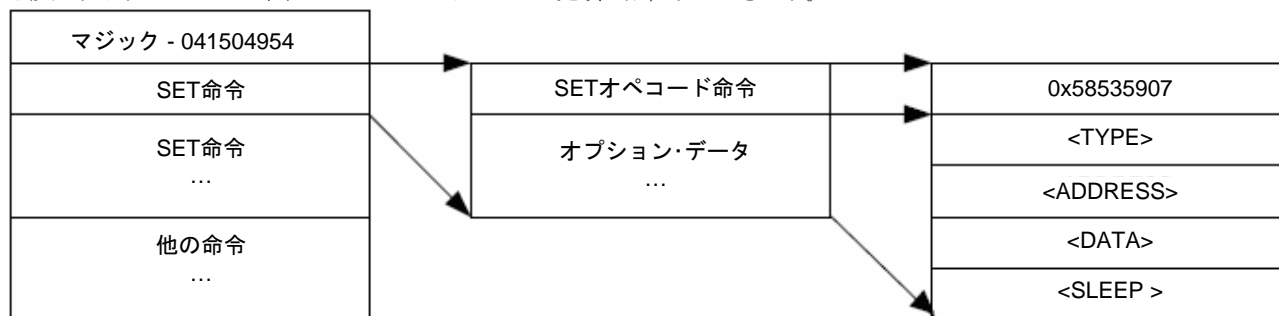 マジック - 041504954
SET命令
SET命令
…
他の命令
…
SETオペコード命令
オプション・データ
…
0x58535907
<TYPE>
<ADDRESS>
<DATA>
<SLEEP >